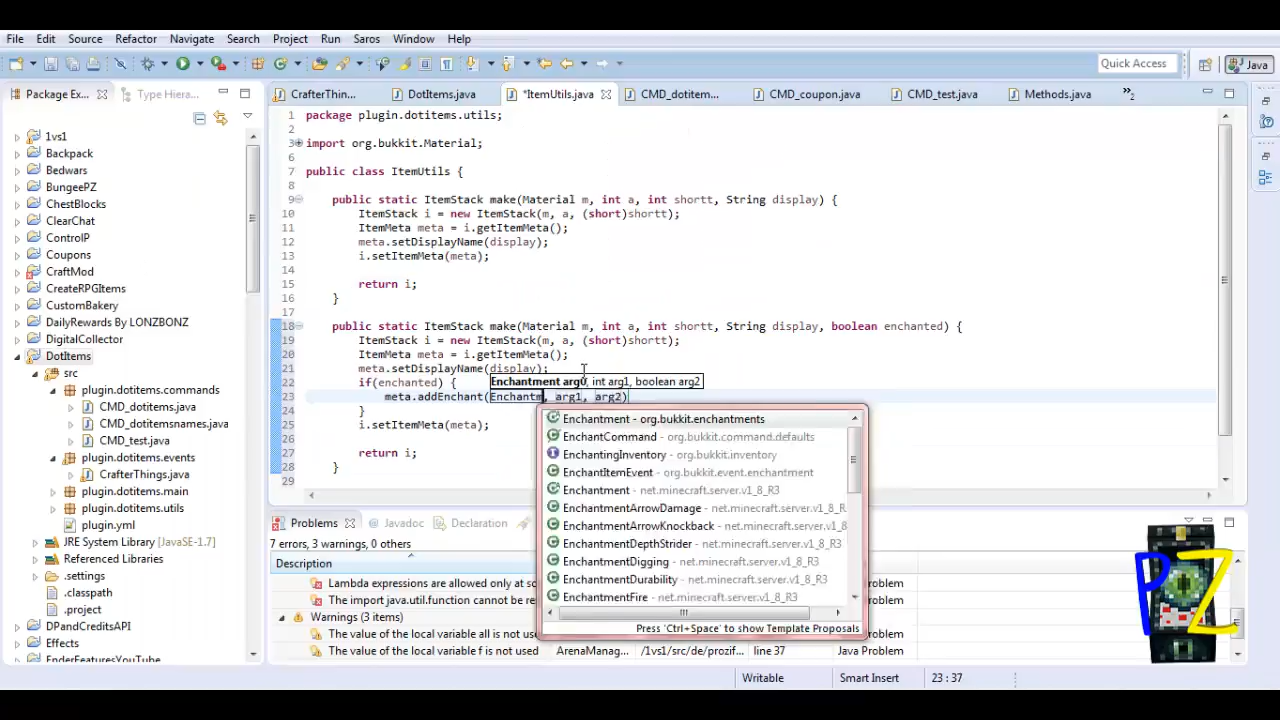 File Edit Source Refactor Navigate Search Project Run Saros Window Help
Quick Access
Java
Package Ex...
Type Hiera...
CrafterThin...
DotItems.java
*ItemUtils.java
CMD_dotitem...
CMD_coupon.java
CMD_test.java
Methods.java
»2
1vs1
Backpack
Bedwars
BungeePZ
ChestBlocks
ClearChat
ControlP
Coupons
CraftMod
CreateRPGItems
CustomBakery
DailyRewards By LONZBONZ
DigitalCollector
DotItems
src
plugin.dotitems.commands
CMD_dotitems.java
CMD_dotitemsnames.java
CMD_test.java
plugin.dotitems.events
CrafterThings.java
plugin.dotitems.main
plugin.dotitems.utils
plugin.yml
JRE System Library [JavaSE-1.7]
Referenced Libraries
.settings
.classpath
.project
DPandCreditsAPI
Effects
EnderFeaturesYouTube
1 package plugin.dotitems.utils;
2
3 import org.bukkit.Material;
6
7 public class ItemUtils {
8
9 public static ItemStack make(Material m, int a, int shortt, String display) {
10 ItemStack i = new ItemStack(m, a, (short)shortt);
11 ItemMeta meta = i.getItemMeta();
12 meta.setDisplayName(display);
13 i.setItemMeta(meta);
14
15 return i;
16 }
17
18 public static ItemStack make(Material m, int a, int shortt, String display, boolean enchanted) {
19 ItemStack i = new ItemStack(m, a, (short)shortt);
20 ItemMeta meta = i.getItemMeta();
21 meta.setDisplayName(display);
22 if(enchanted) {
Enchantment arg0, int arg1, boolean arg2
23 meta.addEnchant(Enchantm, arg1, arg2)
24 }
25 i.setItemMeta(meta);
26
27 return i;
28 }
29
Enchantment - org.bukkit.enchantments
EnchantCommand - org.bukkit.command.defaults
EnchantingInventory - org.bukkit.inventory
EnchantItemEvent - org.bukkit.event.enchantment
Enchantment - net.minecraft.server.v1_8_R3
EnchantmentArrowDamage - net.minecraft.server.v1_8_R
EnchantmentArrowKnockback - net.minecraft.server.v1_8
EnchantmentDepthStrider - net.minecraft.server.v1_8_R3
EnchantmentDigging - net.minecraft.server.v1_8_R3
EnchantmentDurability - net.minecraft.server.v1_8_R3
EnchantmentFire - net.minecraft.server.v1_8_R3
Press 'Ctrl+Space' to show Template Proposals
Problems
Javadoc
Declaration
7 errors, 3 warnings, 0 others
Description
Lambda expressions are allowed only at so
Problem
The import java.util.function cannot be re
Problem
Warnings (3 items)
The value of the local variable all is not use
Problem
The value of the local variable f is not used ArenaManag... /1vs1/src/de/prozif... line 37 Java Problem
Writable Smart Insert 23 : 37
PZ